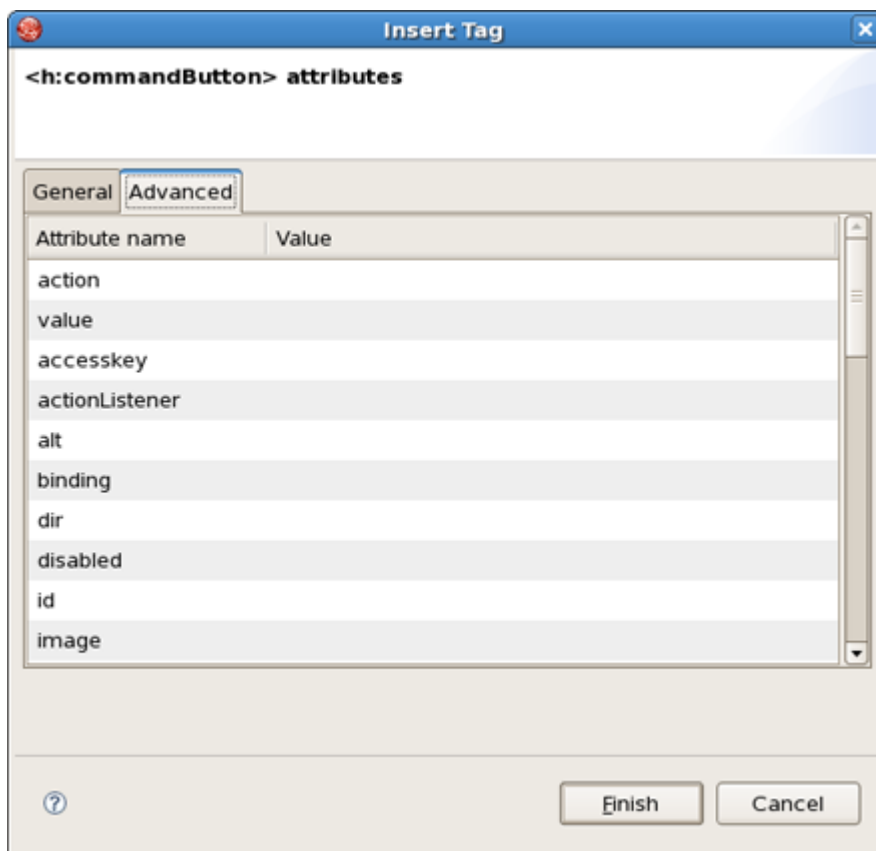 Insert Tag
<h:commandButton> attributes
General Advanced
Attribute name Value
action
value
accesskey
actionListener
alt
binding
dir
disabled
id
image
Finish Cancel